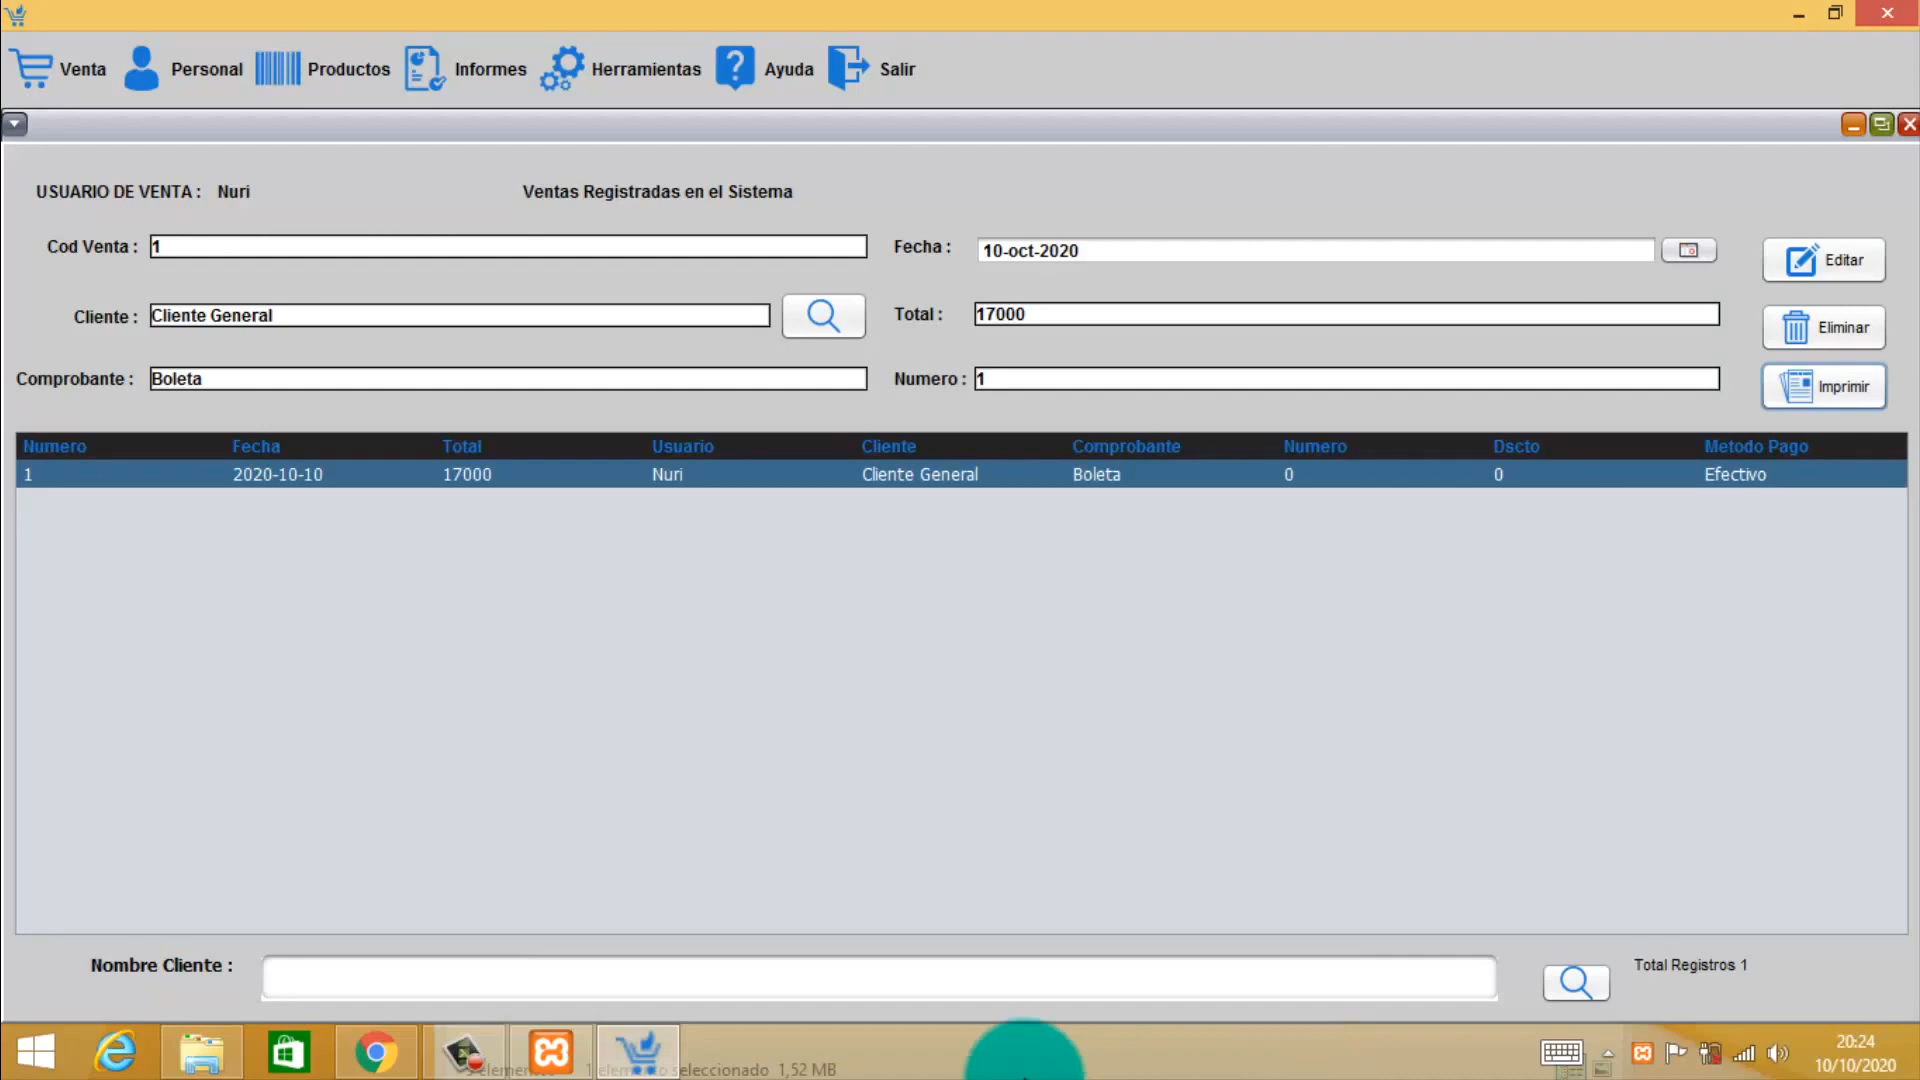 Venta Personal Productos Informes Herramientas Ayuda Salir
USUARIO DE VENTA : Nuri Ventas Registradas en el Sistema
Cod Venta : 1 Fecha : 10-oct-2020 Editar
Cliente : Cliente General Total : 17000 Eliminar
Comprobante : Boleta Numero : 1 Imprimir
Numero Fecha Total Usuario Cliente Comprobante Numero Dscto Metodo Pago
1 2020-10-10 17000 Nuri Cliente General Boleta 0 0 Efectivo
Nombre Cliente : Total Registros 1
20:24
seleccionado 1,52 MB 10/10/2020